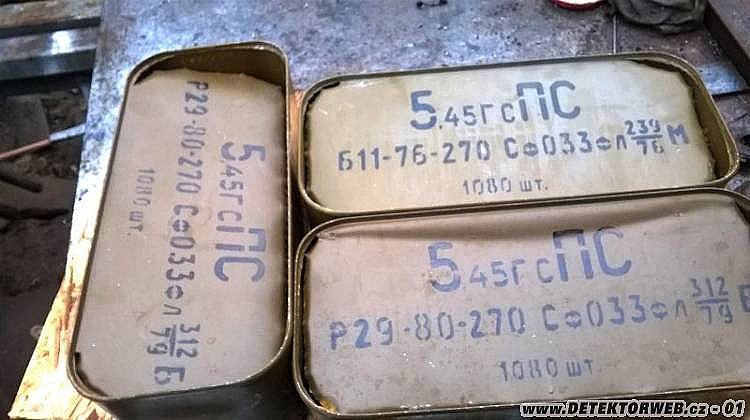 5,45ГСПС
Р29-80-270 СФ033ФЛ 312/79 Б
1080 шт.
5,45ГСПС
Б11-76-270 СФ033ФЛ 239/76 М
1080 шт.
5,45ГСПС
Р29-80-270 СФ033ФЛ 312/79
1080 шт
www.DETEKTORWEB.cz - 01